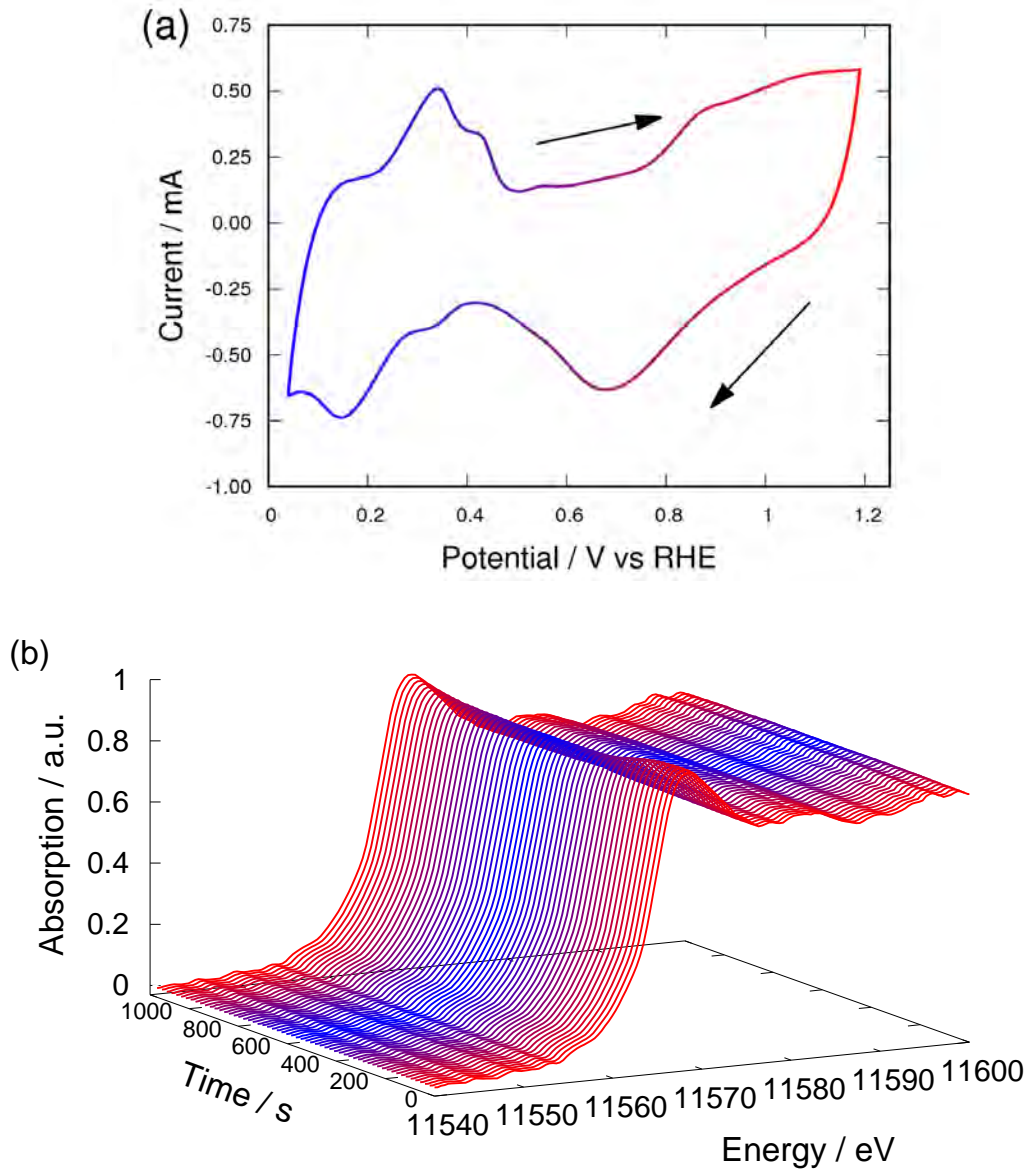 (a)
0.75
0.50
0.25
0.00
-0.25
-0.50
-0.75
-1.00
Current / mA
0 0.2 0.4 0.6 0.8 1 1.2
Potential / V vs RHE
(b)
1
0.8
0.6
0.4
0.2
0
Absorption / a.u.
1000
800
600
400
200
0
Time / s
11540 11550 11560 11570 11580 11590 11600
Energy / eV